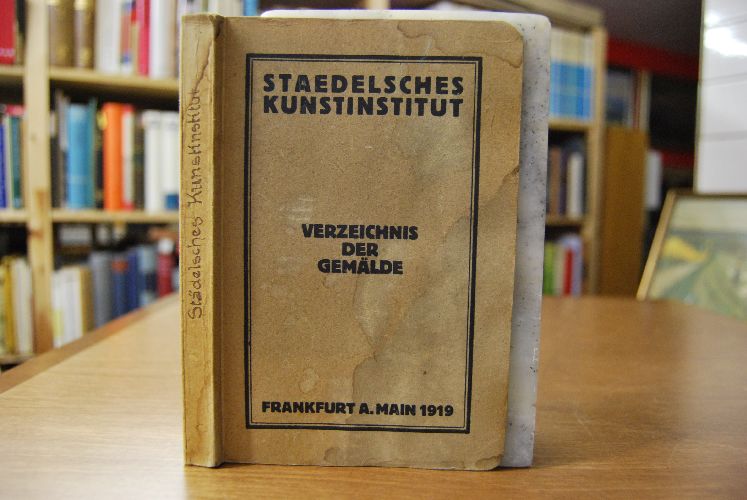 Städelsches Kunstinstitut
STAEDELSCHES
KUNSTINSTITUT
VERZEICHNIS
DER
GEMÄLDE
FRANKFURT A. MAIN 1919